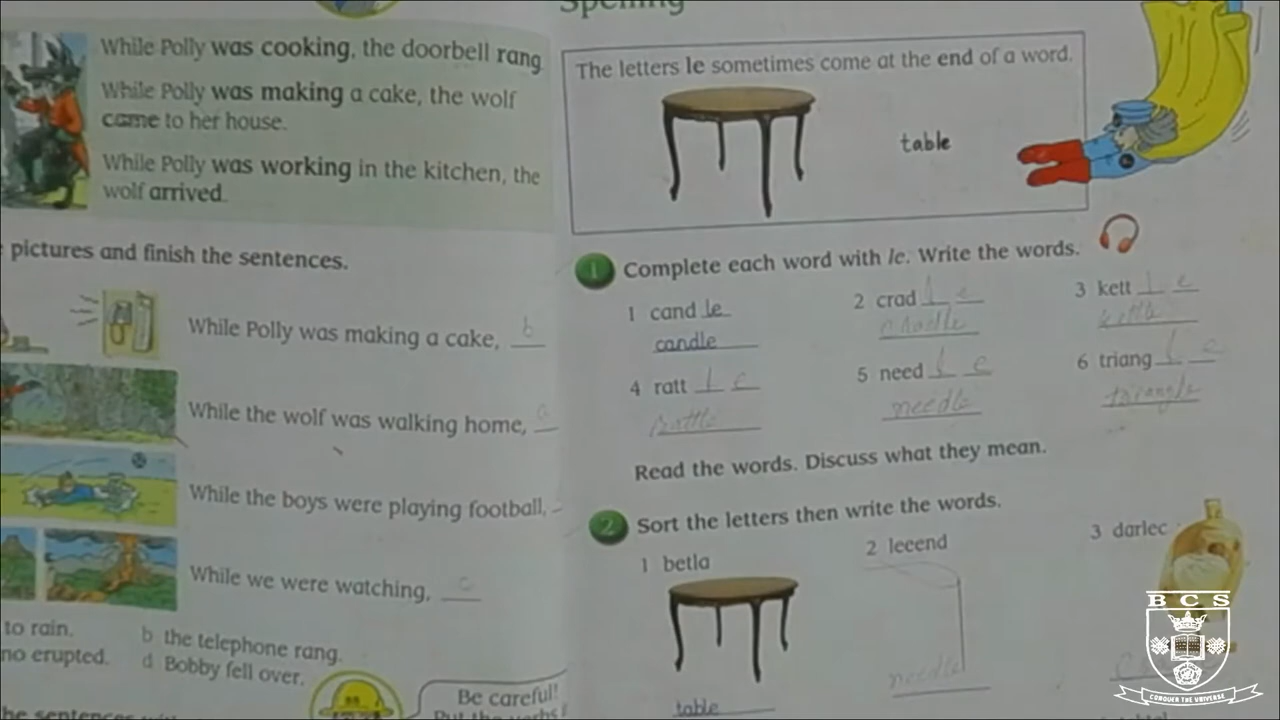 While Polly was cooking, the doorbell rang
While Polly was making a cake, the wolf
came to her house.
While Polly was working in the kitchen, the
wolf arrived.
pictures and finish the sentences.
While Polly was making a cake, b
While the wolf was walking home, a
While the boys were playing football,
While we were watching, c
to rain.
b the telephone rang.
no erupted.
d Bobby fell over.
Be careful!
Spelling
The letters le sometimes come at the end of a word.
table
1 Complete each word with le. Write the words.
1 cand le
candle
2 crad l e
3 kett l e
kettle
4 ratt l e
rattle
5 need l e
needle
6 triang l e
triangle
Read the words. Discuss what they mean.
2 Sort the letters then write the words.
1 betla
table
2 leeend
needle
3 darlec
BCS
CONQUER THE UNIVERSE